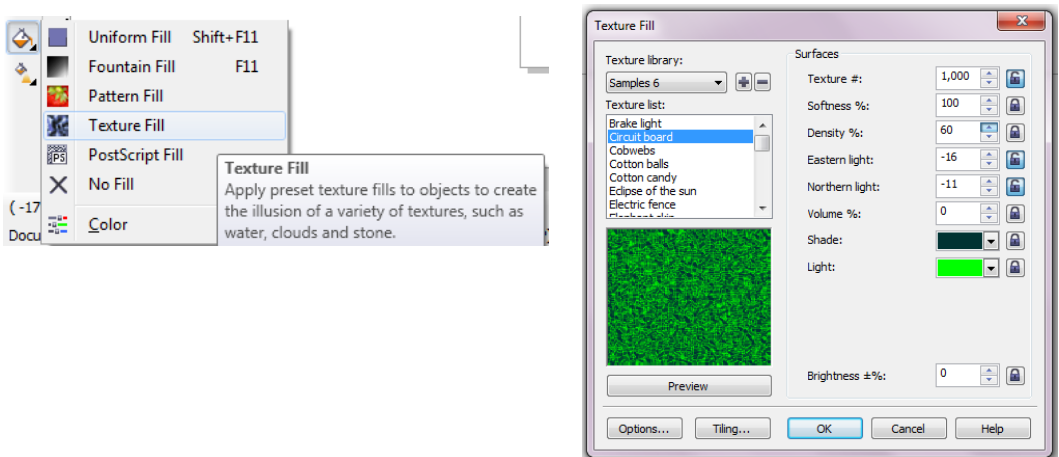 Uniform Fill Shift+F11
Fountain Fill F11
Pattern Fill
Texture Fill
PS
PostScript Fill
No Fill
Color
(-17
Docu
Texture Fill
Apply preset texture fills to objects to create
the illusion of a variety of textures, such as
water, clouds and stone.
Texture Fill
Texture library:
Samples 6
Texture list:
Brake light
Circuit board
Cobwebs
Cotton balls
Cotton candy
Eclipse of the sun
Electric fence
Preview
Surfaces
Texture #: 1,000
Softness %: 100
Density %: 60
Eastern light: -16
Northern light: -11
Volume %: 0
Shade:
Light:
Brightness ±%: 0
Options... Tiling... OK Cancel Help